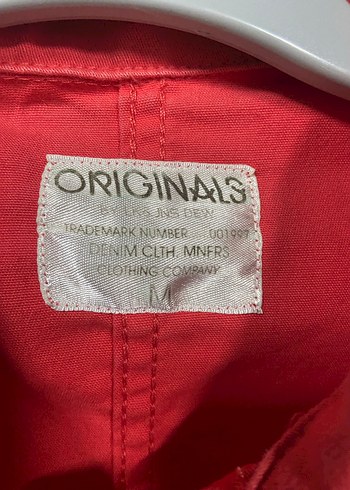 ORIGINALS
TRADEMARK NUMBER 001997
DENIM CLTH. MNFRS
CLOTHING COMPANY
M